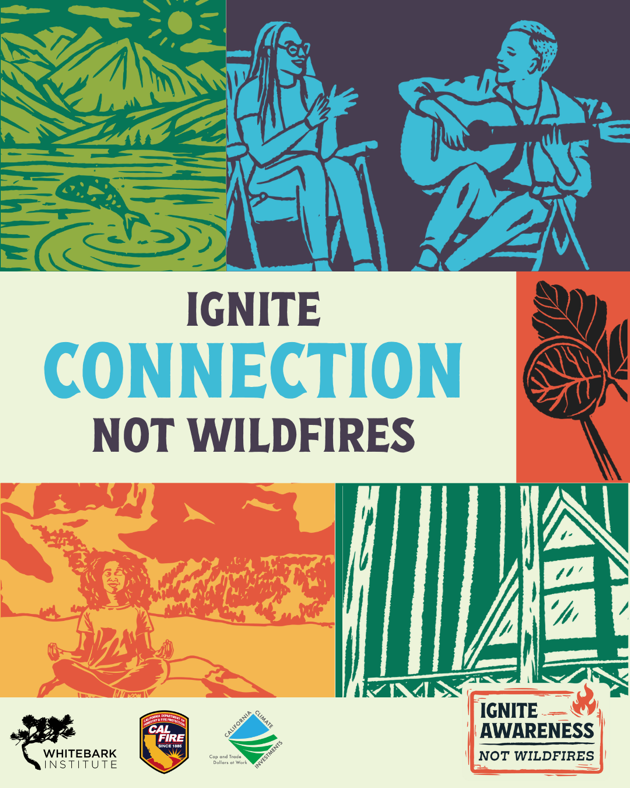 IGNITE
CONNECTION
NOT WILDFIRES
WHITEBARK
INSTITUTE
CAL
FIRE
SINCE 1885
CALIFORNIA CLIMATE
INVESTMENTS
Cap and Trade
Dollars at Work
IGNITE
AWARENESS
NOT WILDFIRES